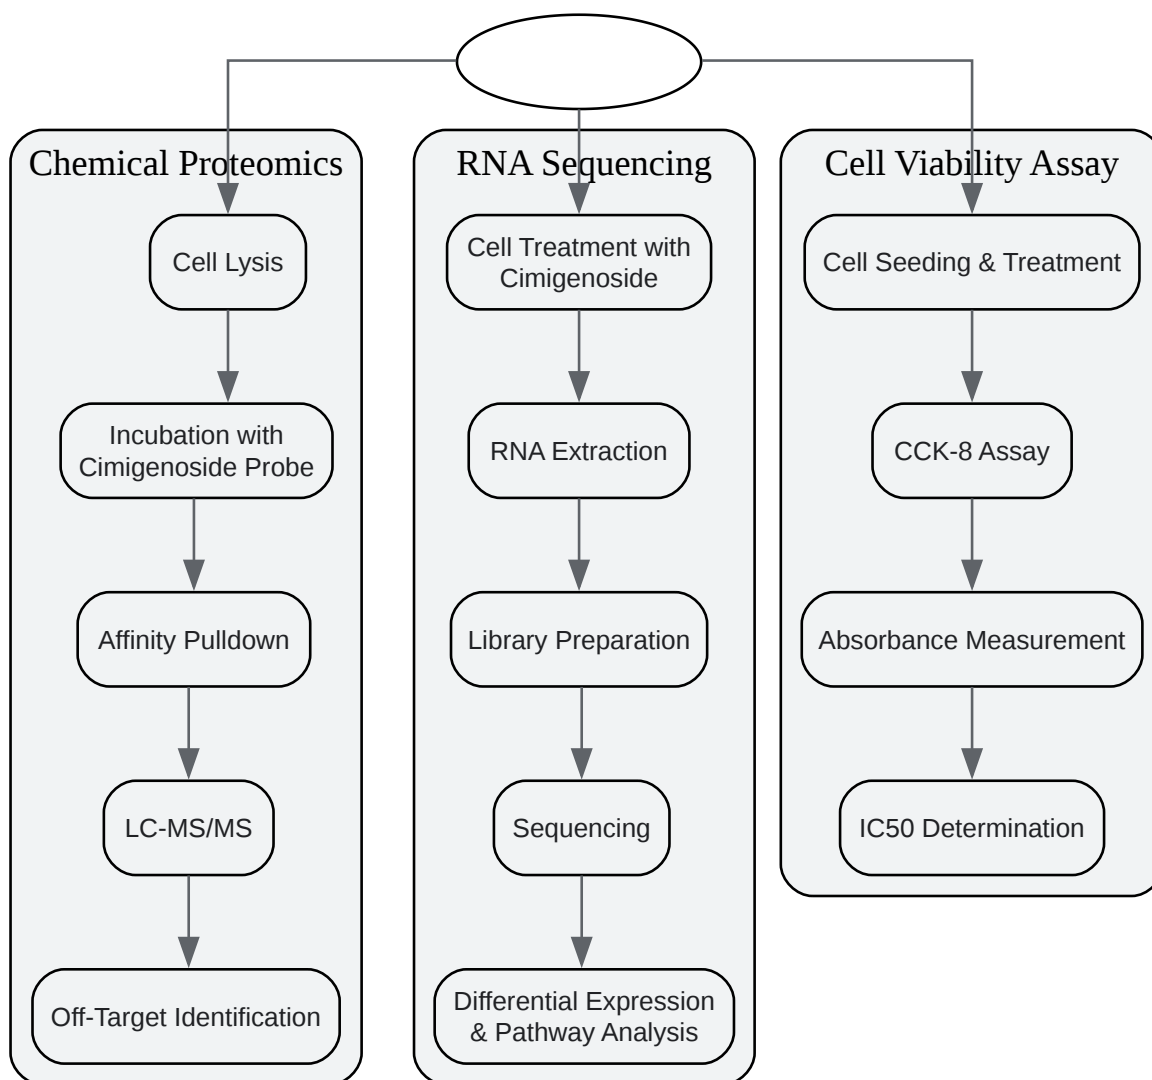 Chemical Proteomics
Cell Lysis
Incubation with
Cimigenoside Probe
Affinity Pulldown
LC-MS/MS
Off-Target Identification
RNA Sequencing
Cell Treatment with
Cimigenoside
RNA Extraction
Library Preparation
Sequencing
Differential Expression
& Pathway Analysis
Cell Viability Assay
Cell Seeding & Treatment
CCK-8 Assay
Absorbance Measurement
IC50 Determination